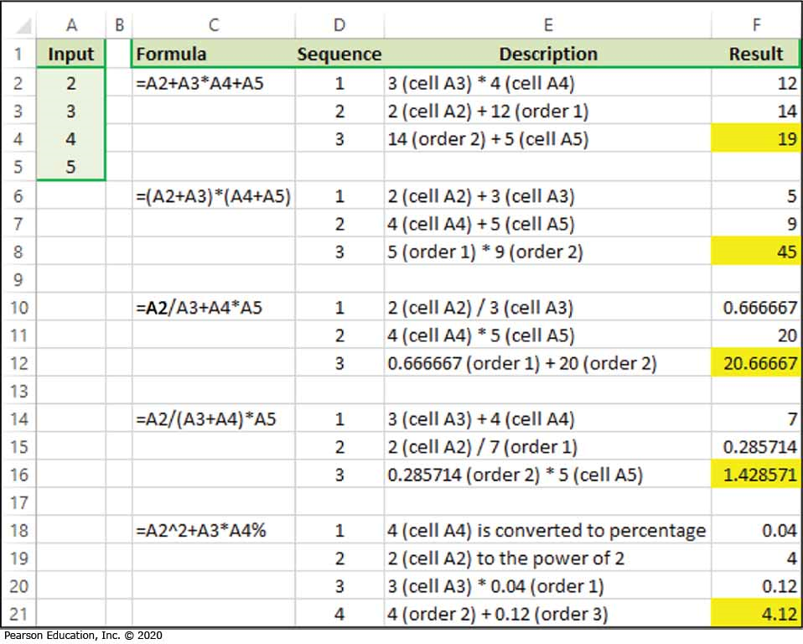 A B C D E F
1 Input Formula Sequence Description Result
2 2 =A2+A3*A4+A5 1 3 (cell A3) * 4 (cell A4) 12
3 3 2 2 (cell A2) + 12 (order 1) 14
4 4 3 14 (order 2) + 5 (cell A5) 19
5 5
6 =(A2+A3)*(A4+A5) 1 2 (cell A2) + 3 (cell A3) 5
7 2 4 (cell A4) + 5 (cell A5) 9
8 3 5 (order 1) * 9 (order 2) 45
9
10 =A2/A3+A4*A5 1 2 (cell A2) / 3 (cell A3) 0.666667
11 2 4 (cell A4) * 5 (cell A5) 20
12 3 0.666667 (order 1) + 20 (order 2) 20.66667
13
14 =A2/(A3+A4)*A5 1 3 (cell A3) + 4 (cell A4) 7
15 2 2 (cell A2) / 7 (order 1) 0.285714
16 3 0.285714 (order 2) * 5 (cell A5) 1.428571
17
18 =A2^2+A3*A4% 1 4 (cell A4) is converted to percentage 0.04
19 2 2 (cell A2) to the power of 2 4
20 3 3 (cell A3) * 0.04 (order 1) 0.12
21 4 4 (order 2) + 0.12 (order 3) 4.12
Pearson Education, Inc. © 2020